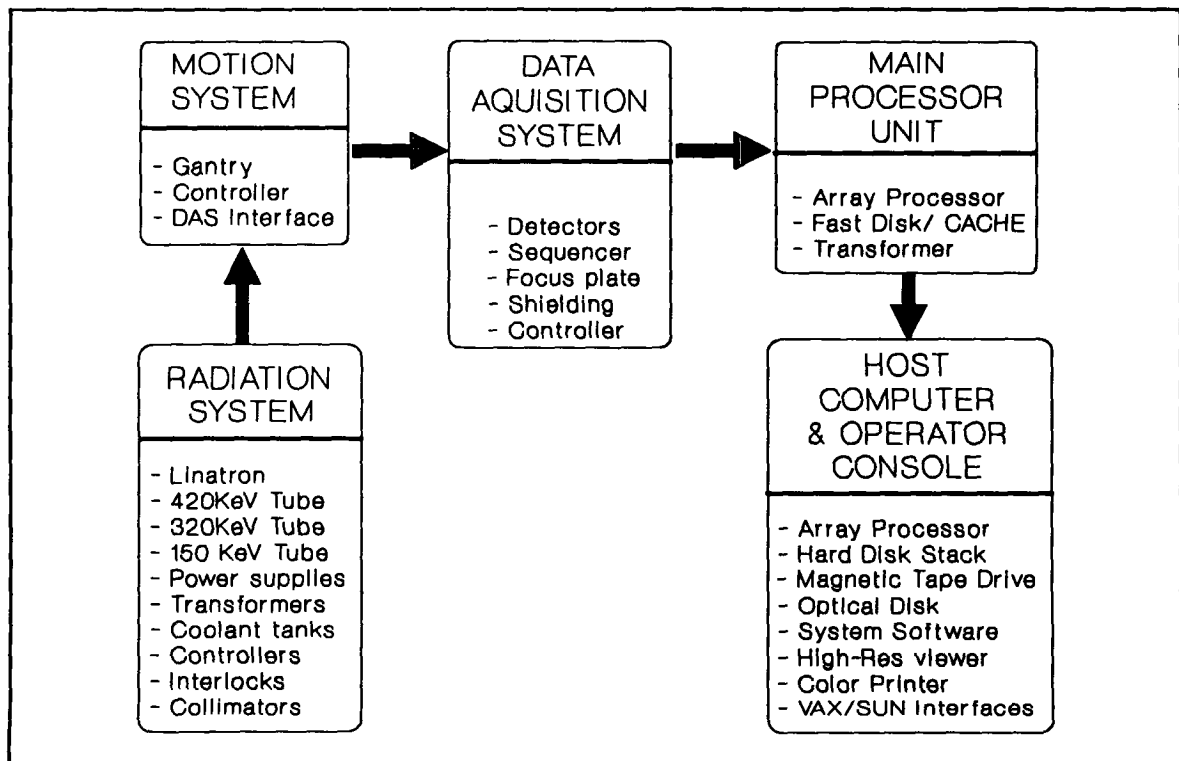 MOTION
SYSTEM
- Gantry
- Controller
- DAS Interface
DATA
AQUISITION
SYSTEM
- Detectors
- Sequencer
- Focus plate
- Shielding
- Controller
MAIN
PROCESSOR
UNIT
- Array Processor
- Fast Disk/ CACHE
- Transformer
RADIATION
SYSTEM
- Linatron
- 420KeV Tube
- 320KeV Tube
- 150 KeV Tube
- Power supplies
- Transformers
- Coolant tanks
- Controllers
- Interlocks
- Collimators
HOST
COMPUTER
& OPERATOR
CONSOLE
- Array Processor
- Hard Disk Stack
- Magnetic Tape Drive
- Optical Disk
- System Software
- High-Res viewer
- Color Printer
- VAX/SUN Interfaces